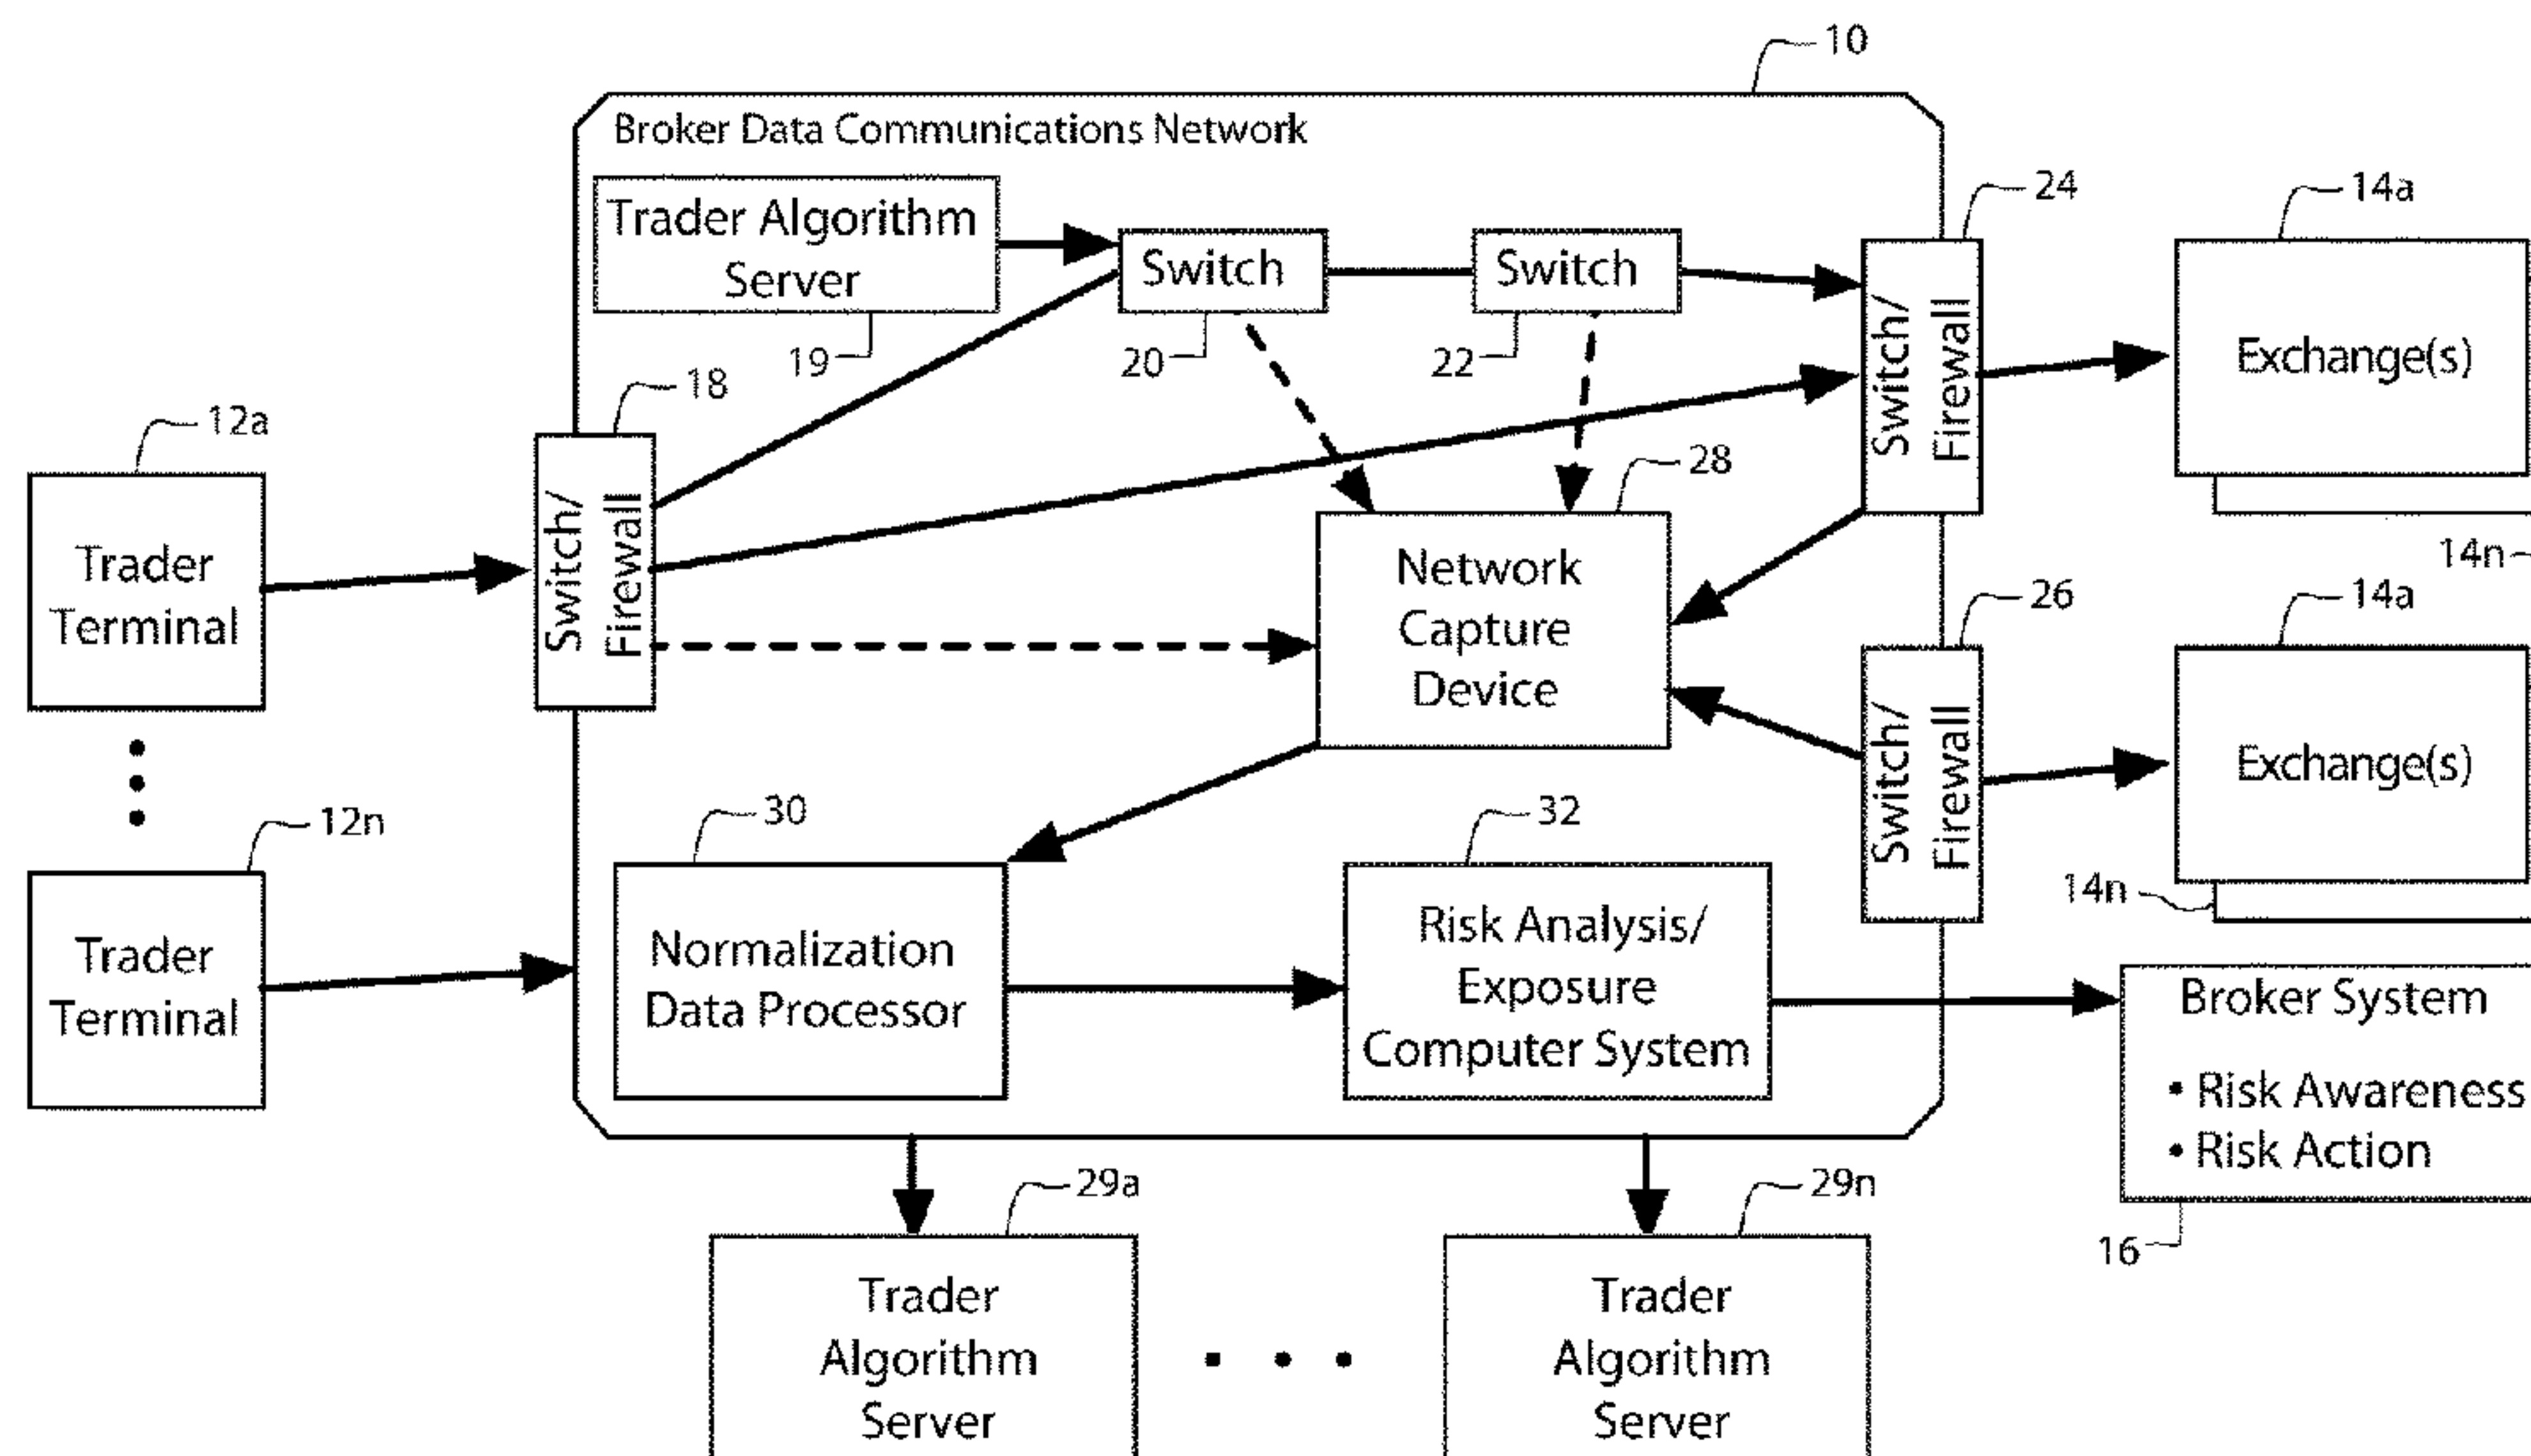 10
Broker Data Communications Network
Trader Algorithm
Server
19
Switch
20
Switch
22
24
Switch/
Firewall
14a
Exchange(s)
14n
12a
Trader
Terminal
18
Switch/
Firewall
28
Network
Capture
Device
26
Switch/
Firewall
14a
Exchange(s)
14n
12n
Trader
Terminal
30
Normalization
Data Processor
32
Risk Analysis/
Exposure
Computer System
Broker System
• Risk Awareness
• Risk Action
16
29a
Trader
Algorithm
Server
29n
Trader
Algorithm
Server